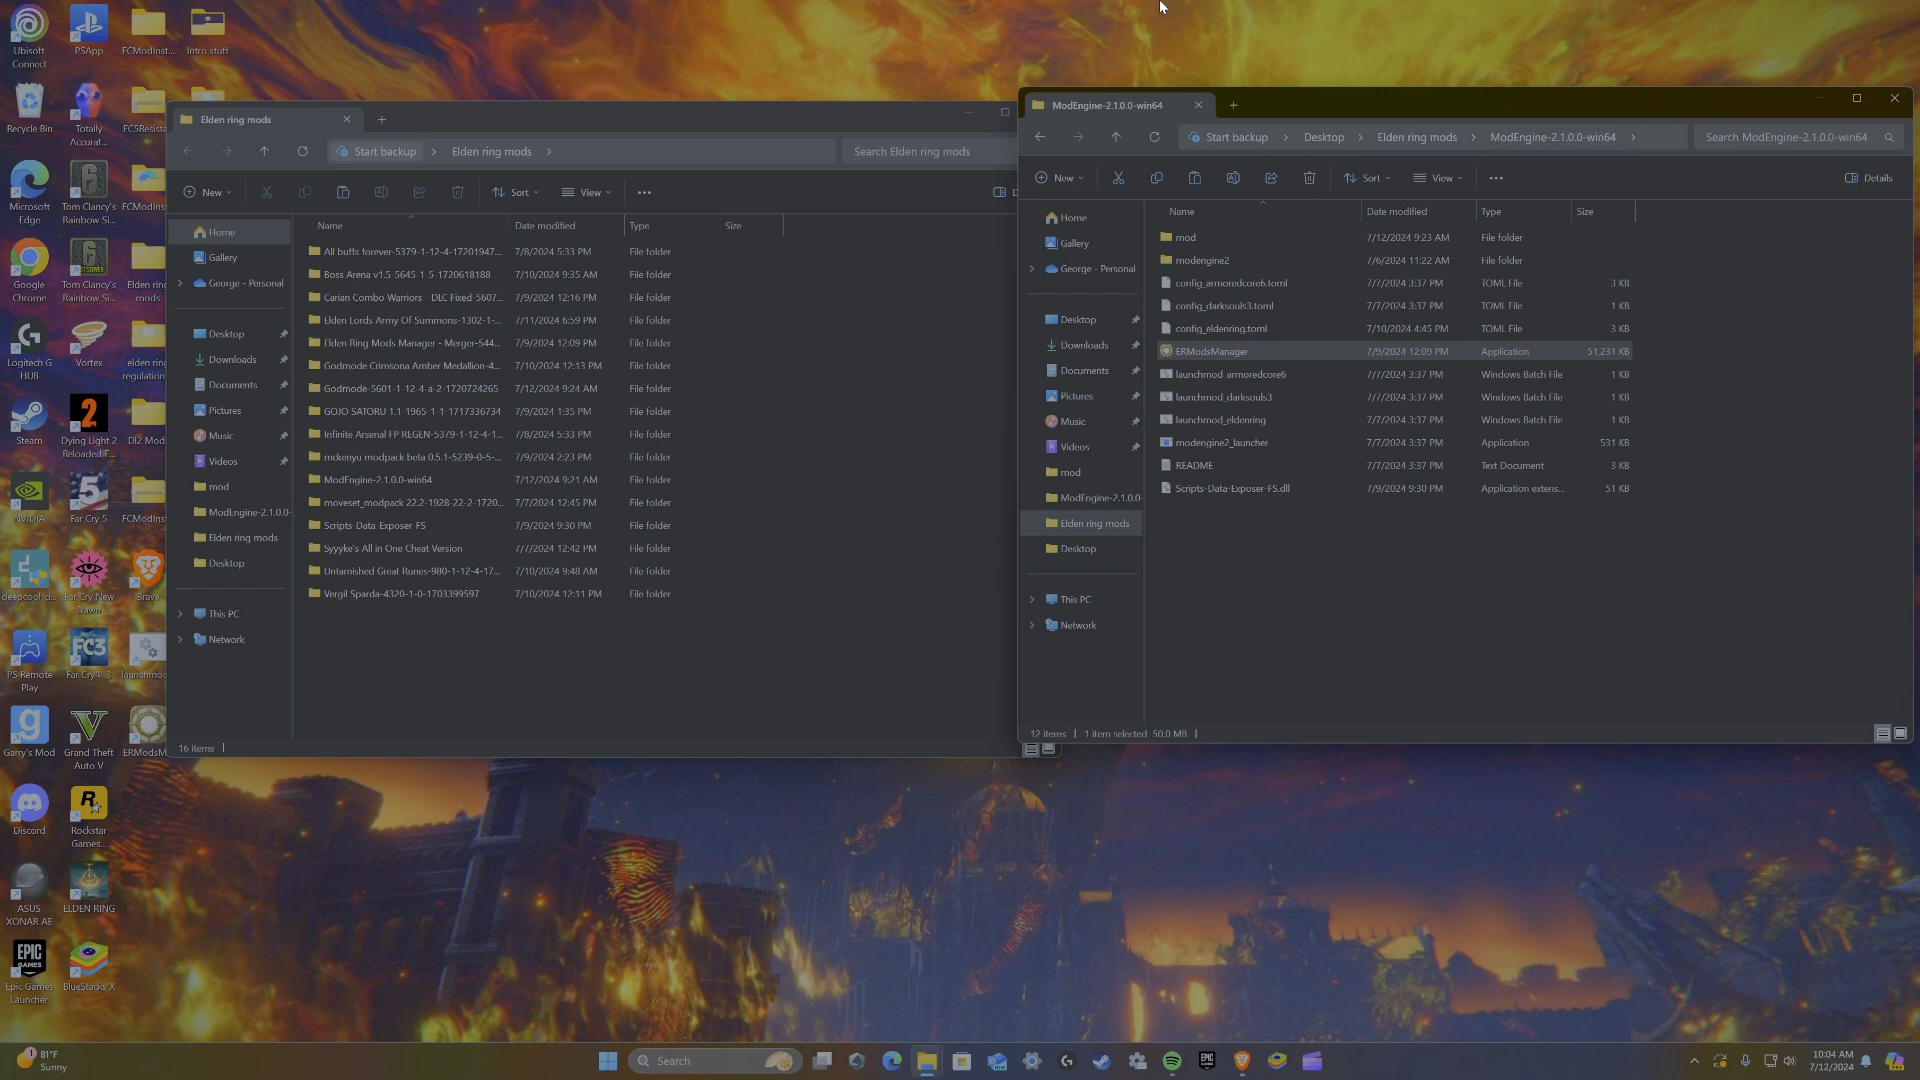 Ubisoft
Connect
PSApp
FCModInst...
Intro stuff
Recycle Bin
Totally
Accurat...
FC5Resista
Microsoft
Edge
Tom Clancy's
Rainbow Si...
FCModInst
Google
Chrome
Tom Clancy's
Rainbow Si...
Elden ring
mods
Logitech G
HUB
Vortex
elden ring
regulation
Steam
Dying Light 2
Reloaded F...
Dl2 Mod
NVIDIA
Far Cry 5
FCModInst
deepcool d...
Far Cry New
Dawn
Brave
PS Remote
Play
Far Cry® 3
launchmod
Garry's Mod
Grand Theft
Auto V
ERModsM
Discord
Rockstar
Games...
ASUS
XONAR AE
ELDEN RING
Epic Games
Launcher
BlueStacks X
Elden ring mods
Start backup
Elden ring mods
Search Elden ring mods
New
Sort
View
Name
Date modified
Type
Size
Home
Gallery
George - Personal
Desktop
Downloads
Documents
Pictures
Music
Videos
mod
ModEngine-2.1.0.0-
Elden ring mods
Desktop
This PC
Network
All buffs forever-5379-1-12-4-17201947... 7/8/2024 5:33 PM File folder
Boss Arena v1.5-5645-1-5-1720618188 7/10/2024 9:35 AM File folder
Carian Combo Warriors - DLC Fixed-5607... 7/9/2024 12:16 PM File folder
Elden Lords Army Of Summons-1302-1-... 7/11/2024 6:59 PM File folder
Elden Ring Mods Manager - Merger-544... 7/9/2024 12:09 PM File folder
Godmode Crimsona Amber Medallion-4... 7/10/2024 12:13 PM File folder
Godmode-5601-1-12-4-a-2-1720724265 7/12/2024 9:24 AM File folder
GOJO SATORU 1.1-1965-1-1-1717336734 7/9/2024 1:35 PM File folder
Infinite Arsenal FP REGEN-5379-1-12-4-1... 7/8/2024 5:33 PM File folder
mckenyu modpack beta 0.5.1-5239-0-5-... 7/9/2024 2:23 PM File folder
ModEngine-2.1.0.0-win64 7/12/2024 9:21 AM File folder
moveset_modpack 22.2-1928-22-2-1720... 7/7/2024 12:45 PM File folder
Scripts-Data-Exposer-FS 7/9/2024 9:30 PM File folder
Syyyke's All in One Cheat Version 7/7/2024 12:42 PM File folder
Untarnished Great Runes-980-1-12-4-17... 7/10/2024 9:48 AM File folder
Vergil Sparda-4320-1-0-1703399597 7/10/2024 12:11 PM File folder
16 items
ModEngine-2.1.0.0-win64
Start backup
Desktop
Elden ring mods
ModEngine-2.1.0.0-win64
Search ModEngine-2.1.0.0-win64
New
Sort
View
Details
Name
Date modified
Type
Size
Home
Gallery
George - Personal
Desktop
Downloads
Documents
Pictures
Music
Videos
mod
ModEngine-2.1.0.0-
Elden ring mods
Desktop
This PC
Network
mod 7/12/2024 9:23 AM File folder
modengine2 7/6/2024 11:22 AM File folder
config_armoredcore6.toml 7/7/2024 3:37 PM TOML File 3 KB
config_darksouls3.toml 7/7/2024 3:37 PM TOML File 1 KB
config_eldenring.toml 7/10/2024 4:45 PM TOML File 3 KB
ERModsManager 7/9/2024 12:09 PM Application 51,231 KB
launchmod_armoredcore6 7/7/2024 3:37 PM Windows Batch File 1 KB
launchmod_darksouls3 7/7/2024 3:37 PM Windows Batch File 1 KB
launchmod_eldenring 7/7/2024 3:37 PM Windows Batch File 1 KB
modengine2_launcher 7/7/2024 3:37 PM Application 531 KB
README 7/7/2024 3:37 PM Text Document 3 KB
Scripts-Data-Exposer-FS.dll 7/9/2024 9:30 PM Application extens... 51 KB
12 items
1 item selected 50.0 MB
81°F
Sunny
Search
10:04 AM
7/12/2024